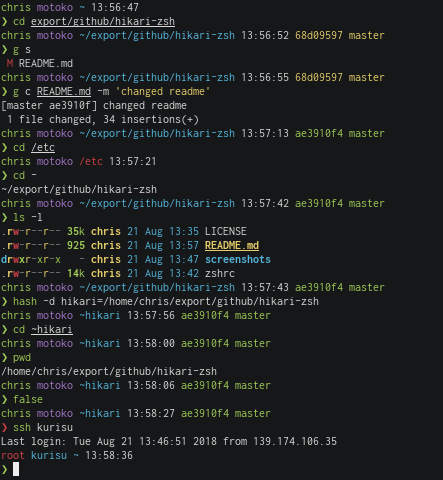 chris motoko ~ 13:56:47
❯ cd export/github/hikari-zsh
chris motoko ~/export/github/hikari-zsh 13:56:52 68d09597 master
❯ g s
 M README.md
chris motoko ~/export/github/hikari-zsh 13:56:55 68d09597 master
❯ g c README.md -m 'changed readme'
[master ae3910f] changed readme
 1 file changed, 34 insertions(+)
chris motoko ~/export/github/hikari-zsh 13:57:13 ae3910f4 master
❯ cd /etc
chris motoko /etc 13:57:21
❯ cd -
~/export/github/hikari-zsh
chris motoko ~/export/github/hikari-zsh 13:57:42 ae3910f4 master
❯ ls -l
.rw-r--r-- 35k chris 21 Aug 13:35 LICENSE
.rw-r--r-- 925 chris 21 Aug 13:57 README.md
drwxr-xr-x   - chris 21 Aug 13:47 screenshots
.rw-r--r-- 14k chris 21 Aug 13:42 zshrc
chris motoko ~/export/github/hikari-zsh 13:57:43 ae3910f4 master
❯ hash -d hikari=/home/chris/export/github/hikari-zsh
chris motoko ~hikari 13:57:56 ae3910f4 master
❯ cd ~hikari
chris motoko ~hikari 13:58:00 ae3910f4 master
❯ pwd
/home/chris/export/github/hikari-zsh
chris motoko ~hikari 13:58:06 ae3910f4 master
❯ false
chris motoko ~hikari 13:58:27 ae3910f4 master
❯ ssh kurisu
Last login: Tue Aug 21 13:46:51 2018 from 139.174.106.35
root kurisu ~ 13:58:36
❯